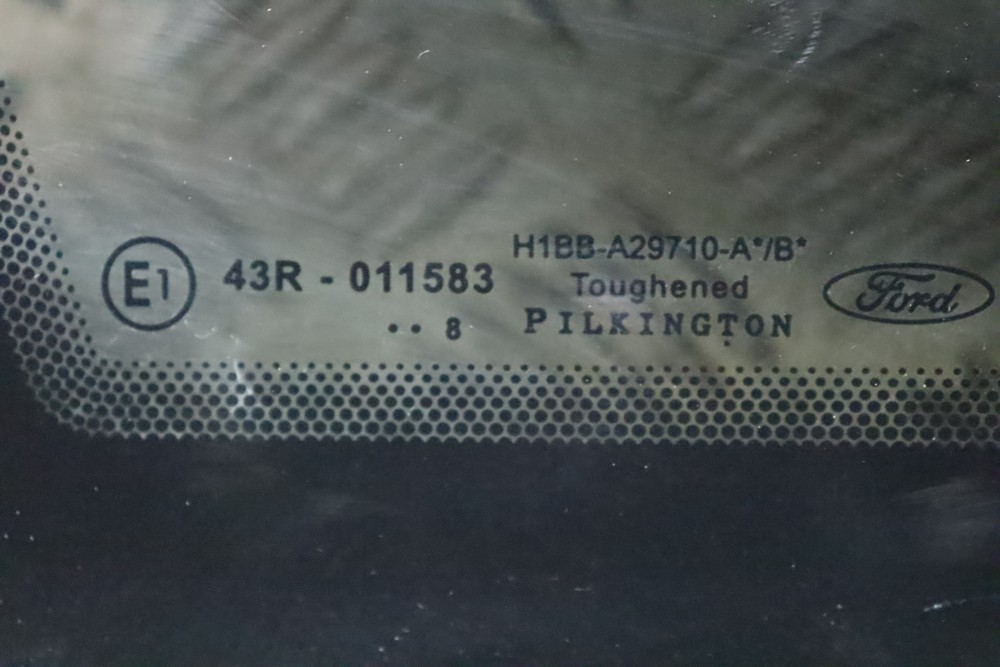 E1
43R - 011583
.. 8
H1BB-A29710-A*/B*
Toughened
PILKINGTON
Ford